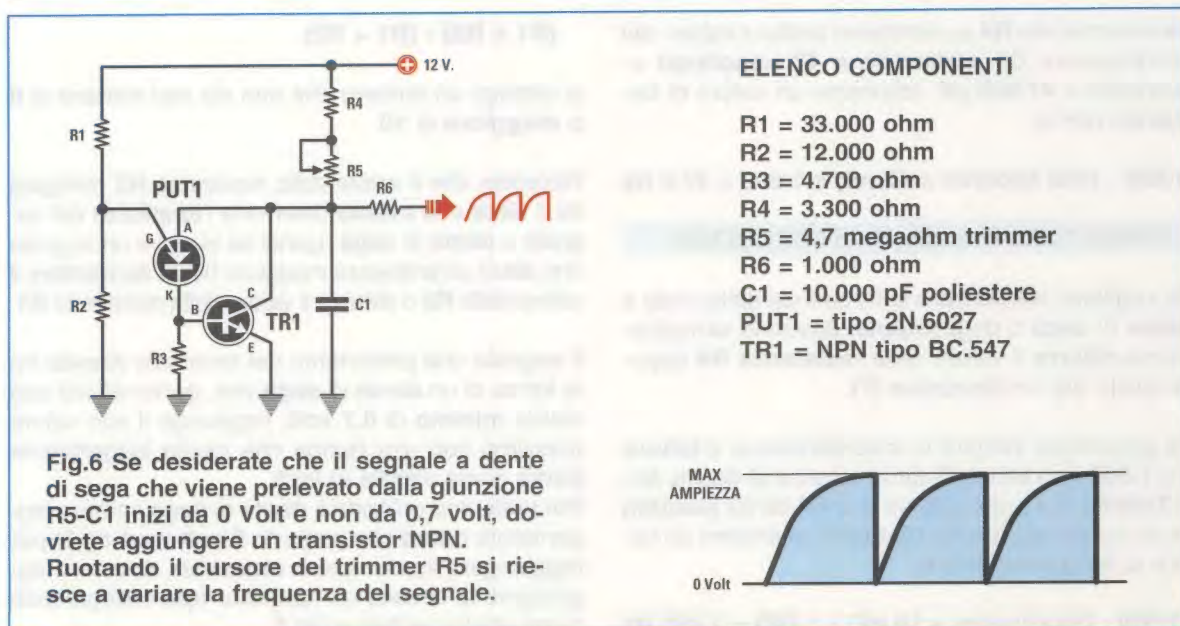 (R1 + R2) : (R1 – R2)
12 V.
R4
R1
R5
R6
PUT1
A
G
K
C
B
TR1
E
C1
R2
R3
ELENCO COMPONENTI
R1 = 33.000 ohm
R2 = 12.000 ohm
R3 = 4.700 ohm
R4 = 3.300 ohm
R5 = 4,7 megaohm trimmer
R6 = 1.000 ohm
C1 = 10.000 pF poliestere
PUT1 = tipo 2N.6027
TR1 = NPN tipo BC.547
Fig.6 Se desiderate che il segnale a dente
di sega che viene prelevato dalla giunzione
R5-C1 inizi da 0 Volt e non da 0,7 volt, do-
vrete aggiungere un transistor NPN.
Ruotando il cursore del trimmer R5 si rie-
sce a variare la frequenza del segnale.
MAX
AMPIEZZA
0 Volt